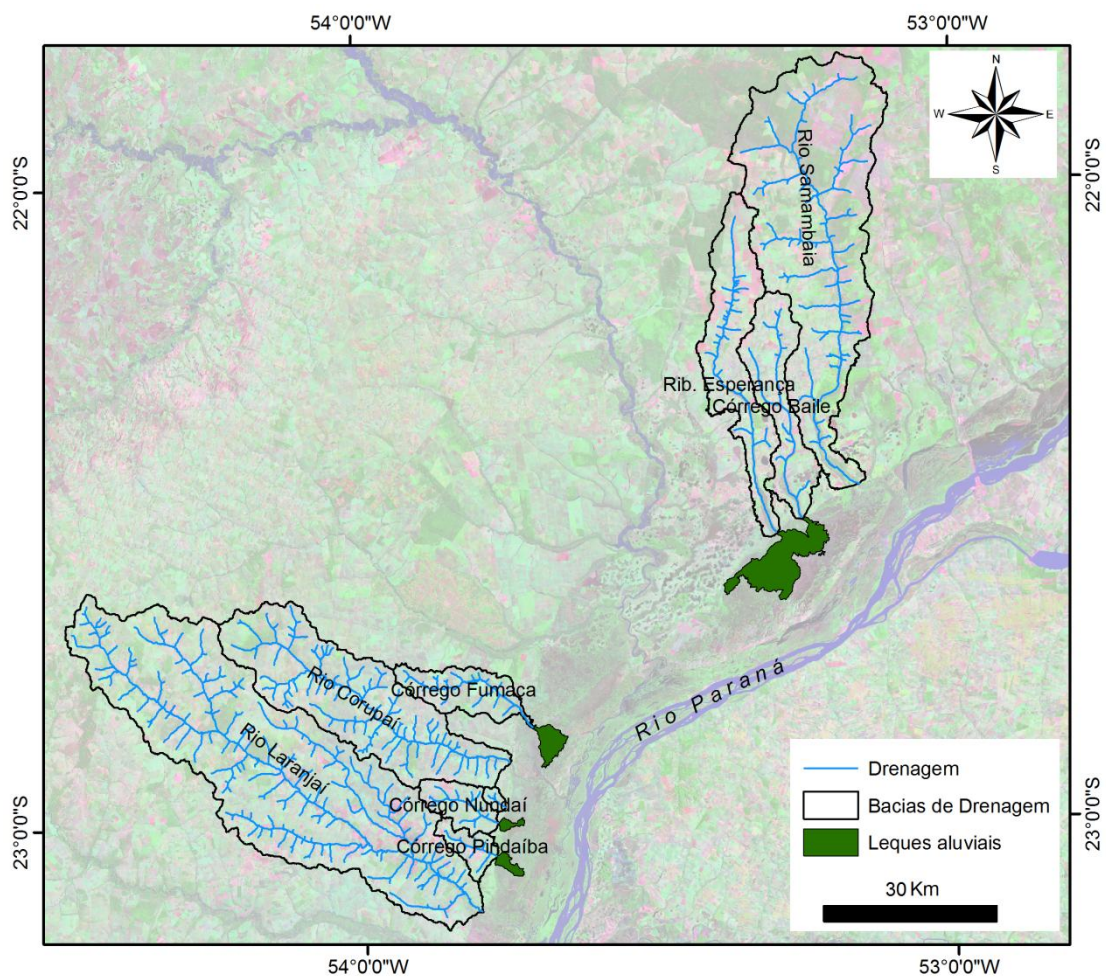 54°0'0"W
53°0'0"W
N
W
E
S
22°0'0"S
22°0'0"S
Rio Samambaia
Rib. Esperança
Córrego Baile
Córrego Fumaça
Rio Corupaí
Rio Paraná
Rio Laranjaí
Córrego Nundaí
Córrego Pindaíba
23°0'0"S
23°0'0"S
Drenagem
Bacias de Drenagem
Leques aluviais
30 Km
54°0'0"W
53°0'0"W